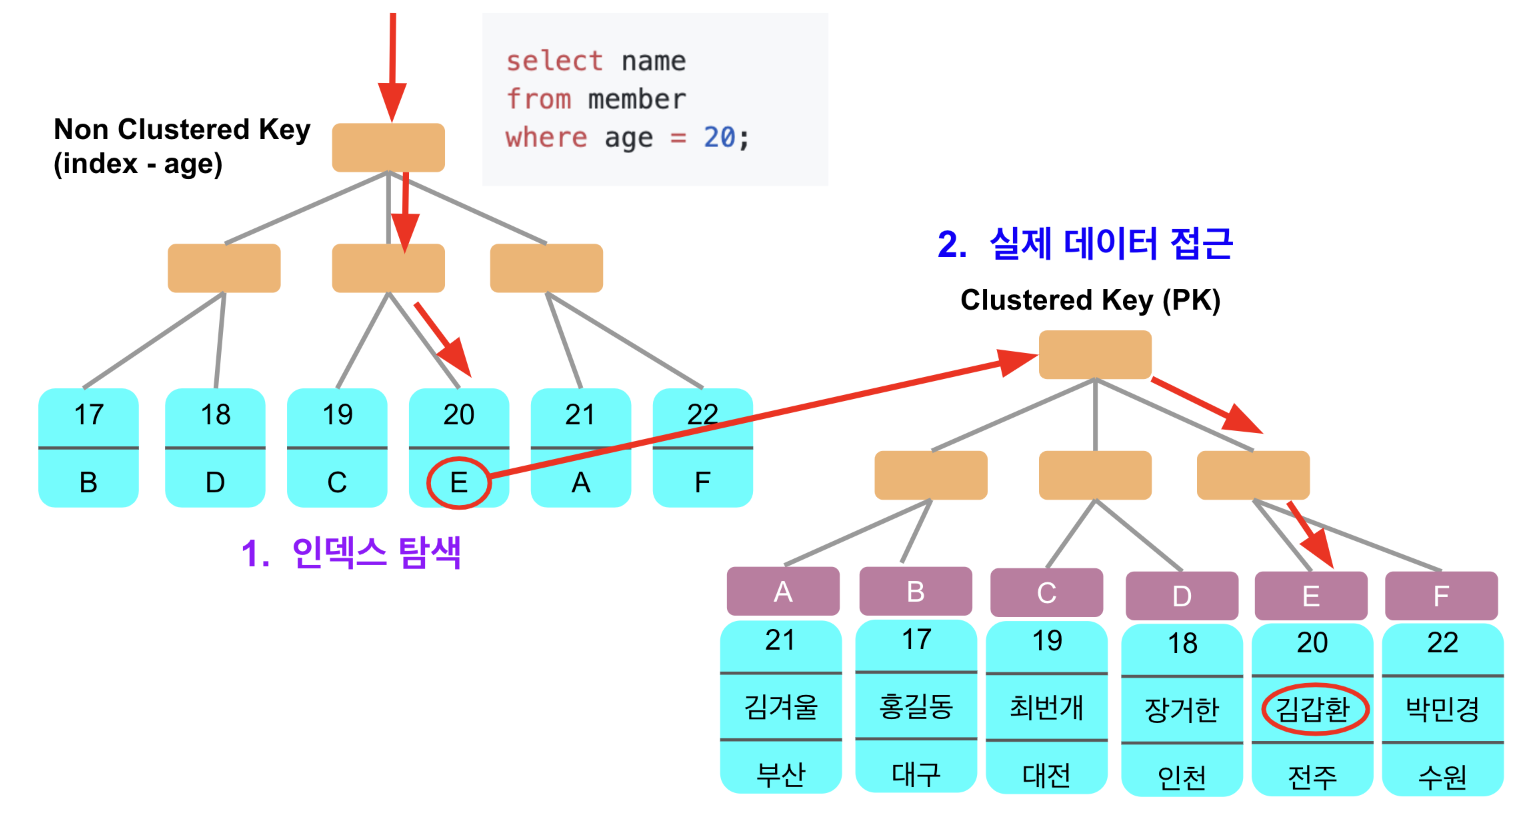 select name
from member
where age = 20;
Non Clustered Key
(index - age)
17 18 19 20 21 22
B D C E A F
1. 인덱스 탐색
2. 실제 데이터 접근
Clustered Key (PK)
A B C D E F
21 17 19 18 20 22
김겨울 홍길동 최번개 장거한 김갑환 박민경
부산 대구 대전 인천 전주 수원